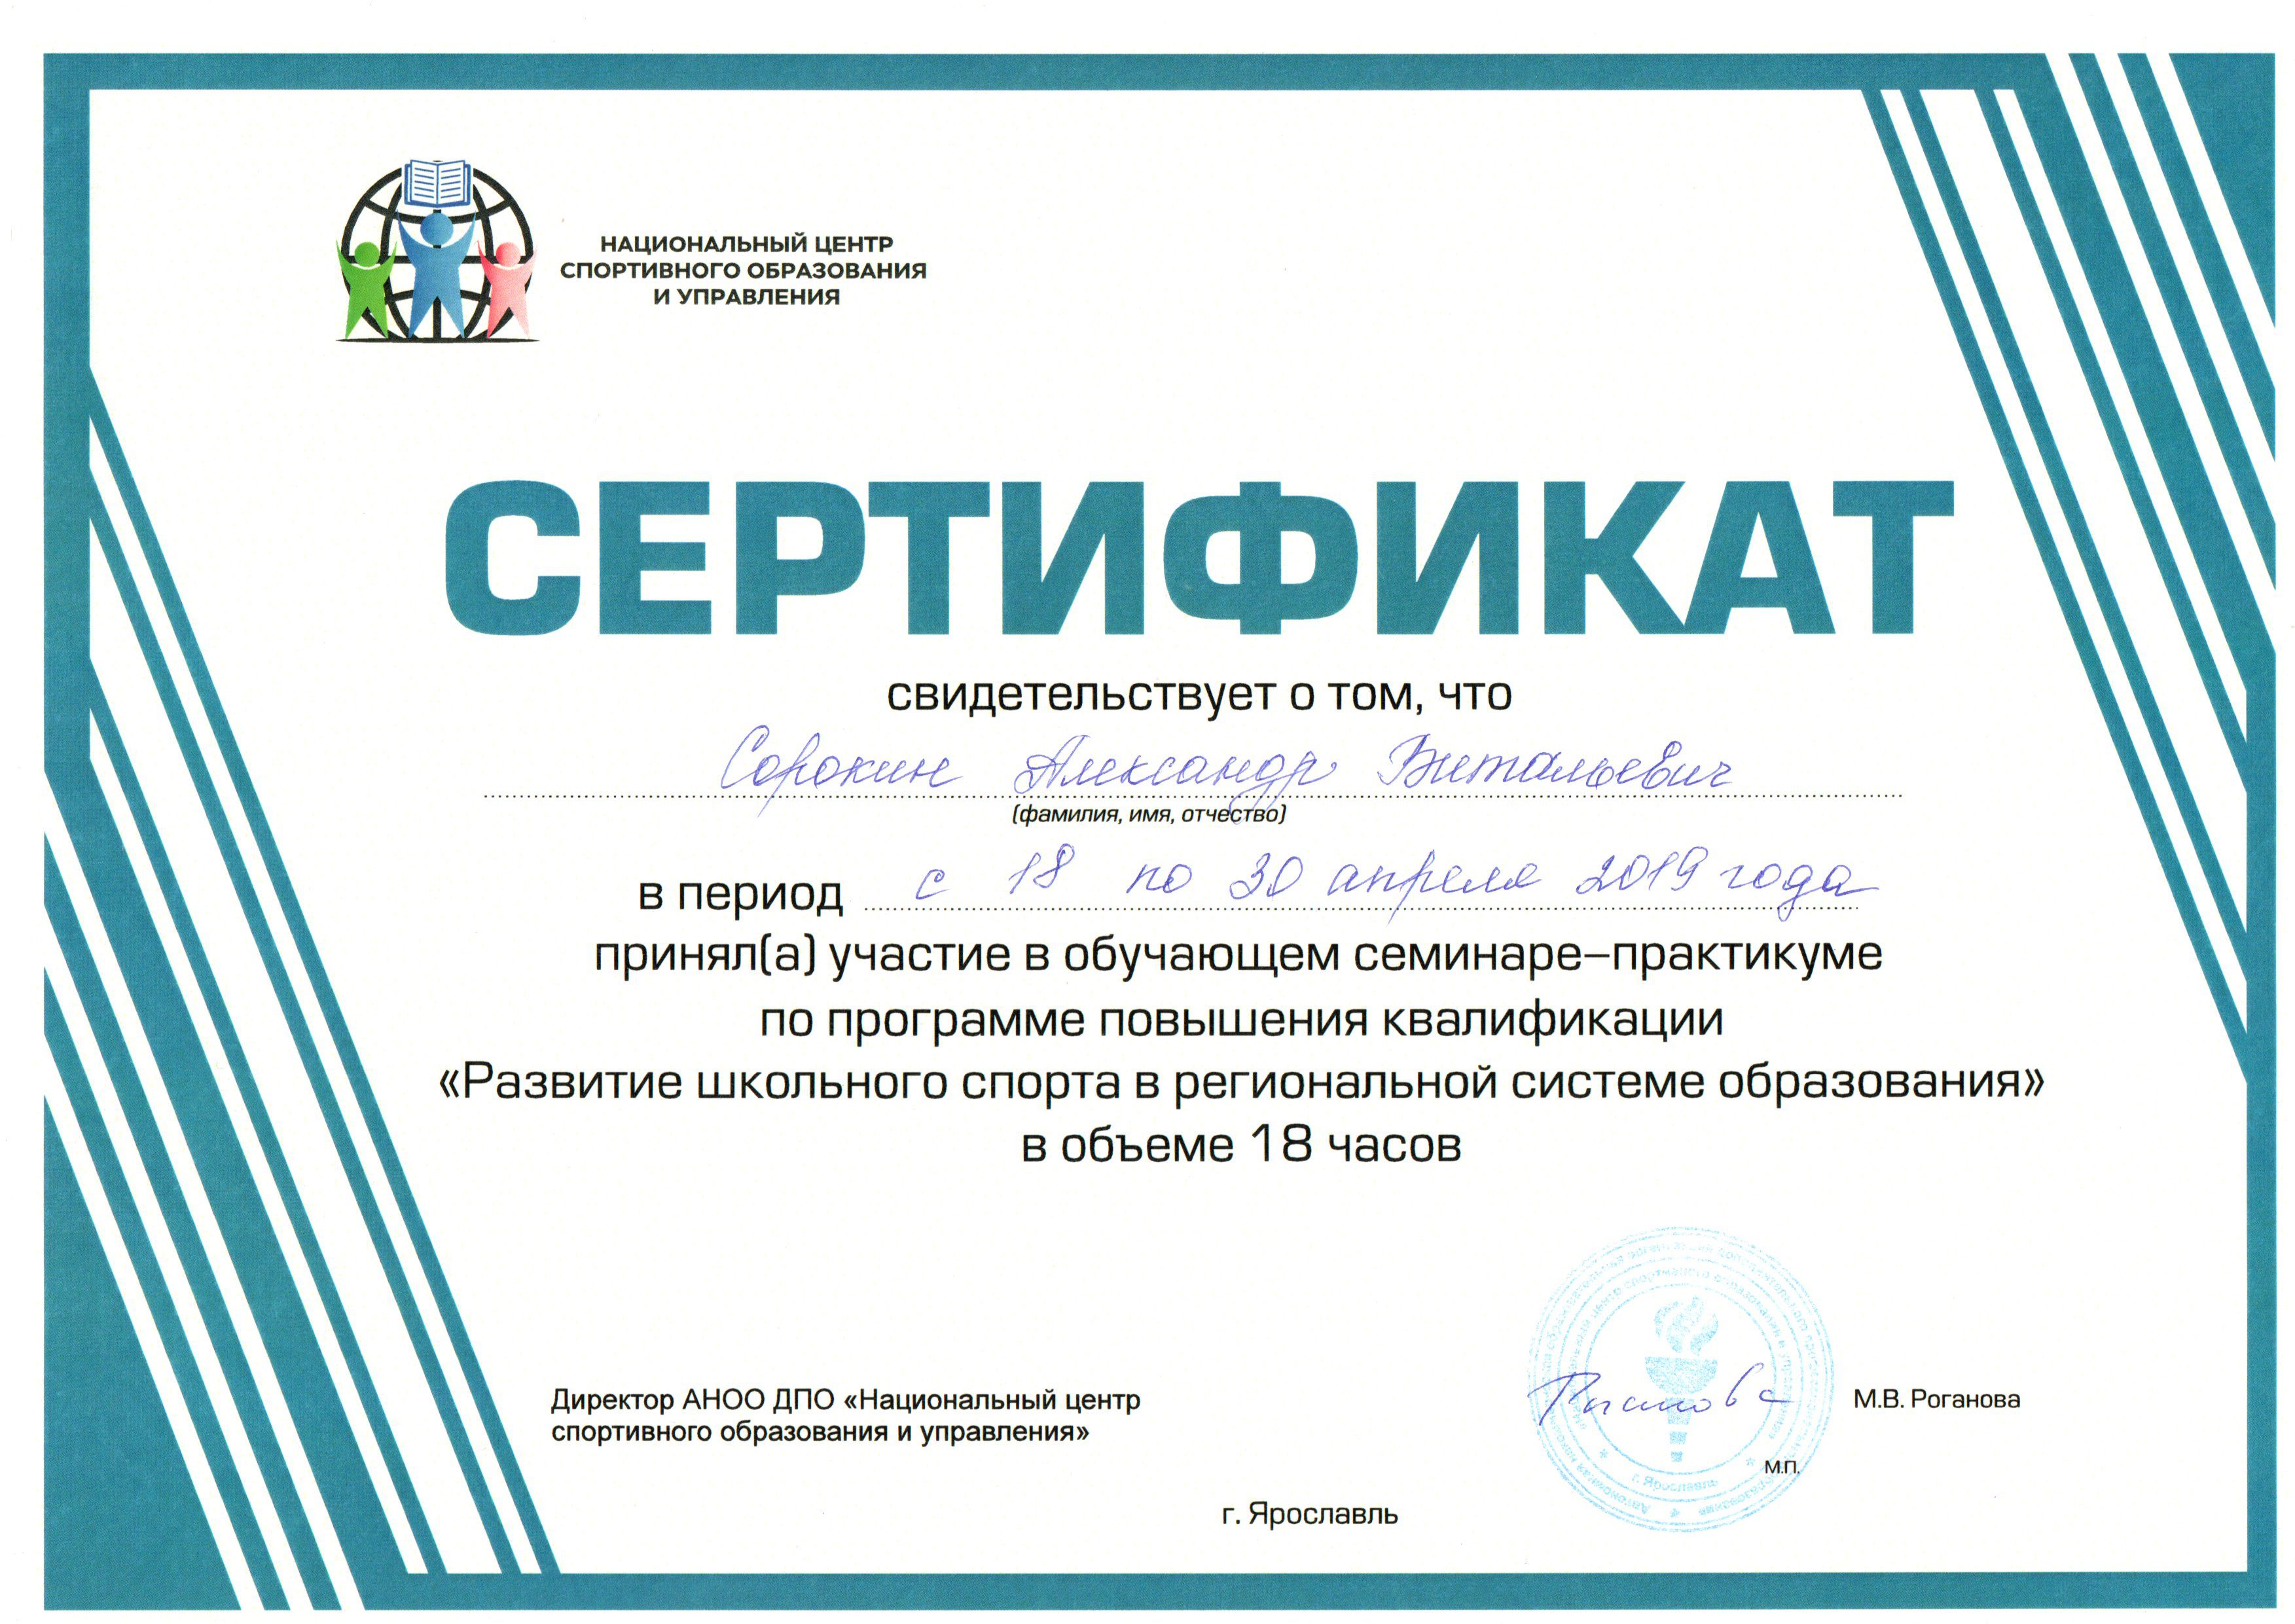 НАЦИОНАЛЬНЫЙ ЦЕНТР
СПОРТИВНОГО ОБРАЗОВАНИЯ
И УПРАВЛЕНИЯ
СЕРТИФИКАТ
свидетельствует о том, что
Сорокин Александр Витальевич
(фамилия, имя, отчество)
в период с 18 по 30 апреля 2019 года
принял(а) участие в обучающем семинаре–практикуме
по программе повышения квалификации
«Развитие школьного спорта в региональной системе образования»
в объеме 18 часов
Директор АНОО ДПО «Национальный центр
спортивного образования и управления»
М.В. Роганова
М.П.
г. Ярославль
г. Ярославль